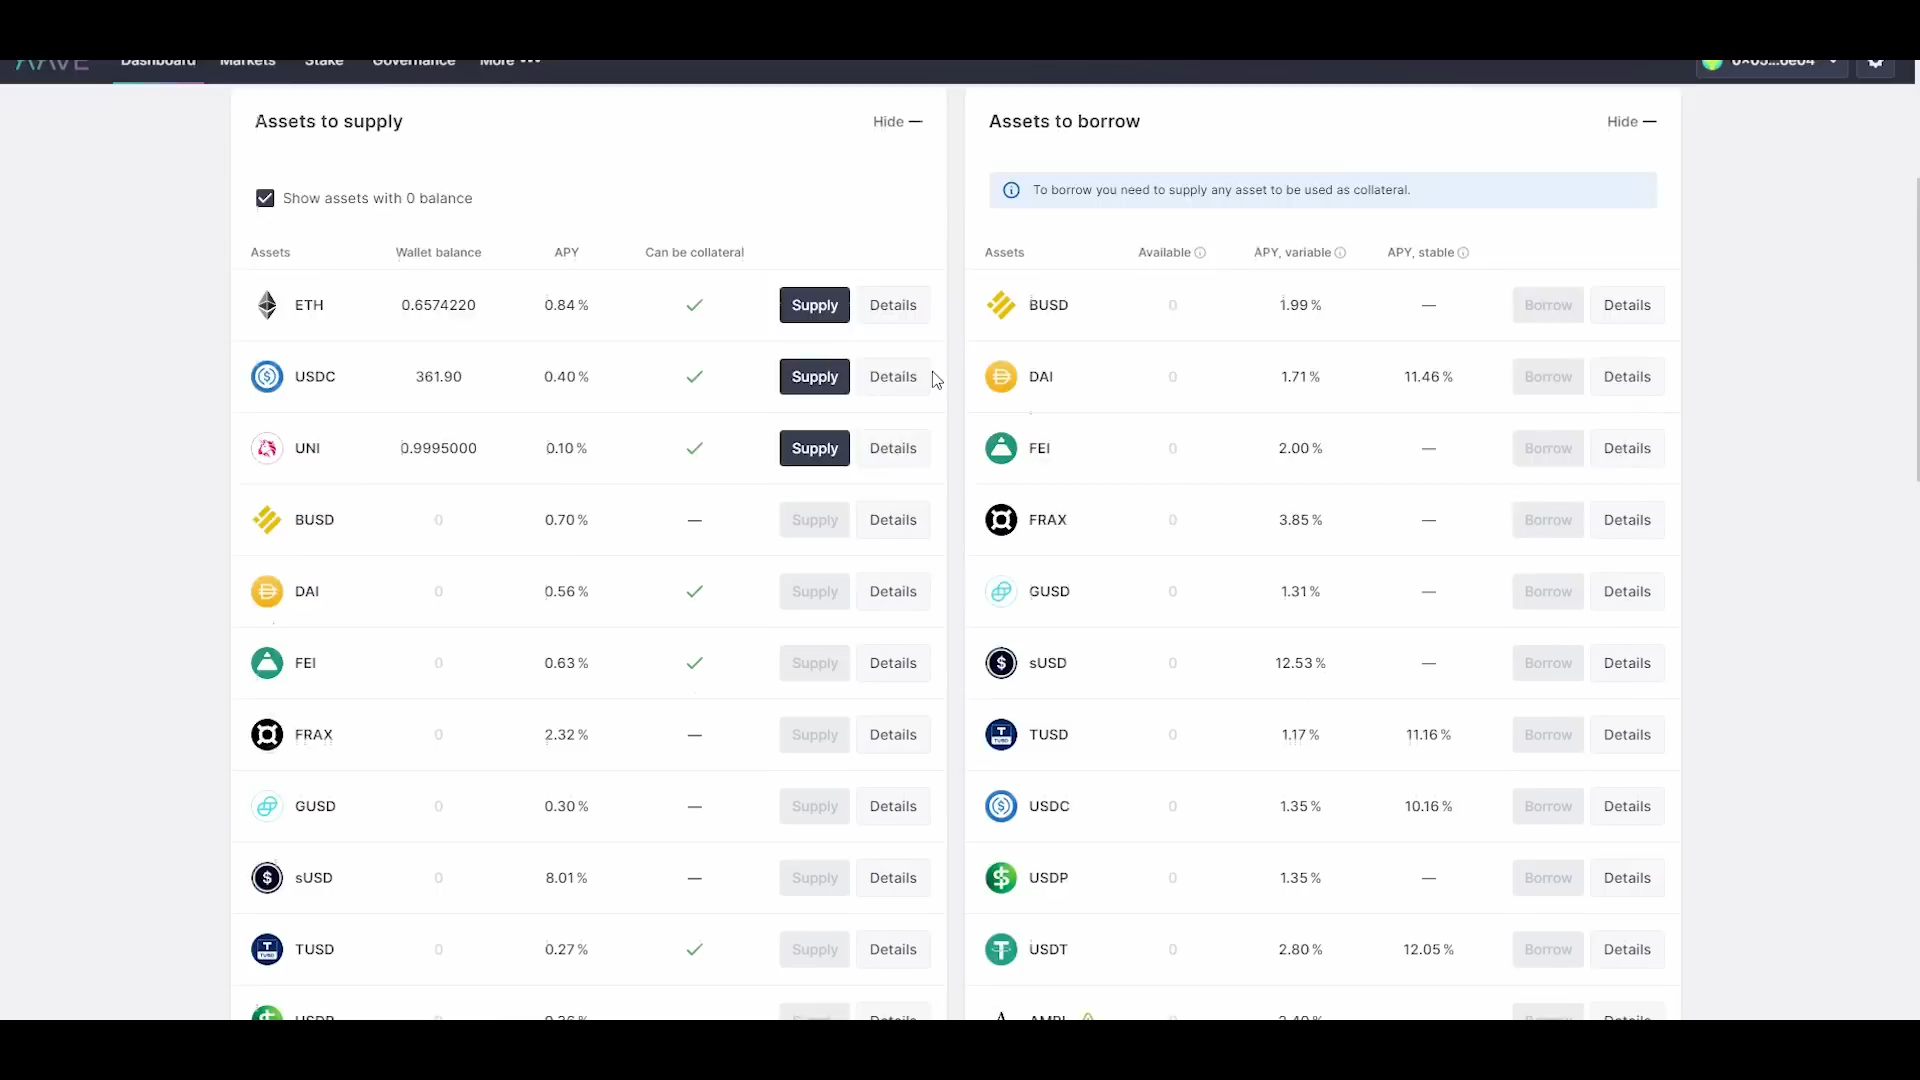 AAVE Dashboard Markets Stake Governance More
Assets to supply Hide
Show assets with 0 balance
Assets Wallet balance APY Can be collateral
ETH 0.6574220 0.84 % Supply Details
USDC 361.90 0.40 % Supply Details
UNI 0.9995000 0.10 % Supply Details
BUSD 0 0.70 % — Supply Details
DAI 0 0.56 % Supply Details
FEI 0 0.63 % Supply Details
FRAX 0 2.32 % — Supply Details
GUSD 0 0.30 % — Supply Details
sUSD 0 8.01 % — Supply Details
TUSD 0 0.27 % Supply Details
Assets to borrow Hide
To borrow you need to supply any asset to be used as collateral.
Assets Available APY, variable APY, stable
BUSD 0 1.99 % — Borrow Details
DAI 0 1.71 % 11.46 % Borrow Details
FEI 0 2.00 % — Borrow Details
FRAX 0 3.85 % — Borrow Details
GUSD 0 1.31 % — Borrow Details
sUSD 0 12.53 % — Borrow Details
TUSD 0 1.17 % 11.16 % Borrow Details
USDC 0 1.35 % 10.16 % Borrow Details
USDP 0 1.35 % — Borrow Details
USDT 0 2.80 % 12.05 % Borrow Details